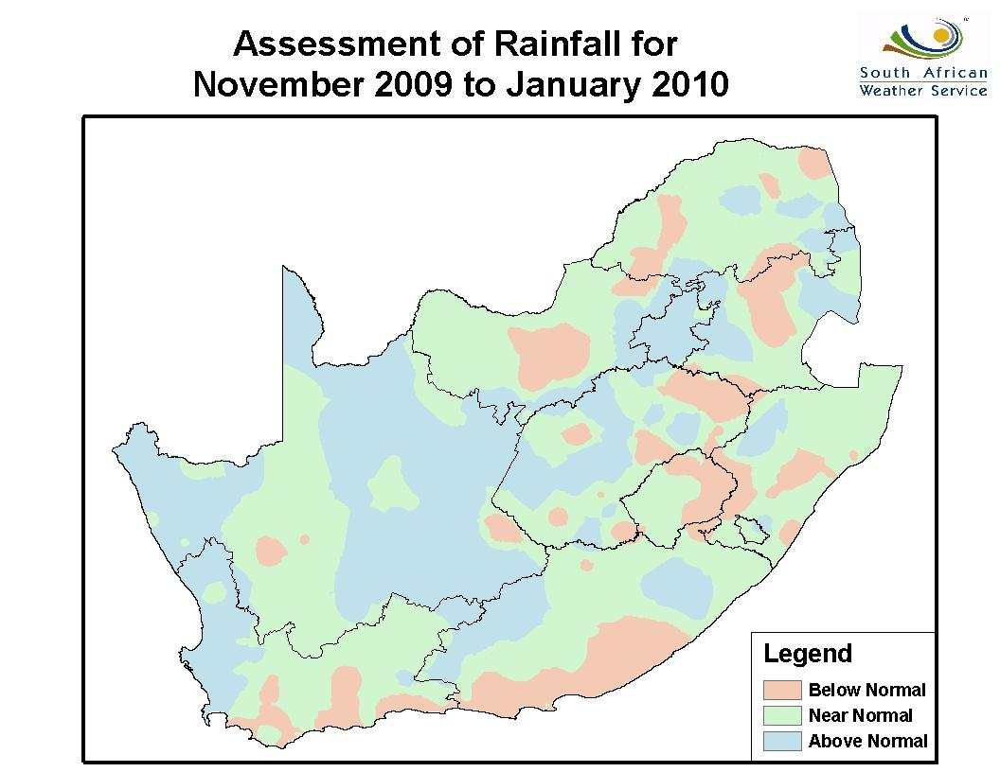 Assessment of Rainfall for
November 2009 to January 2010
South African
Weather Service
Legend
Below Normal
Near Normal
Above Normal